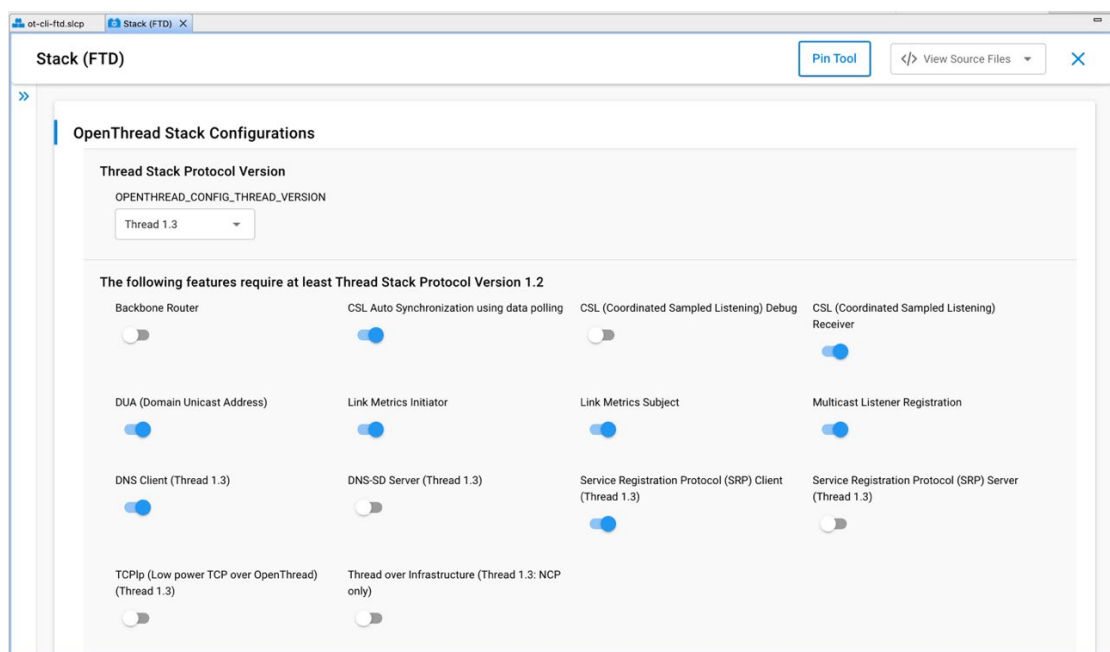 ot-cli-ftd.slcp
Stack (FTD)
Stack (FTD)
Pin Tool
</> View Source Files
OpenThread Stack Configurations
Thread Stack Protocol Version
OPENTHREAD_CONFIG_THREAD_VERSION
Thread 1.3
The following features require at least Thread Stack Protocol Version 1.2
Backbone Router
CSL Auto Synchronization using data polling
CSL (Coordinated Sampled Listening) Debug
CSL (Coordinated Sampled Listening)
Receiver
DUA (Domain Unicast Address)
Link Metrics Initiator
Link Metrics Subject
Multicast Listener Registration
DNS Client (Thread 1.3)
DNS-SD Server (Thread 1.3)
Service Registration Protocol (SRP) Client
(Thread 1.3)
Service Registration Protocol (SRP) Server
(Thread 1.3)
TCPlp (Low power TCP over OpenThread)
(Thread 1.3)
Thread over Infrastructure (Thread 1.3: NCP
only)